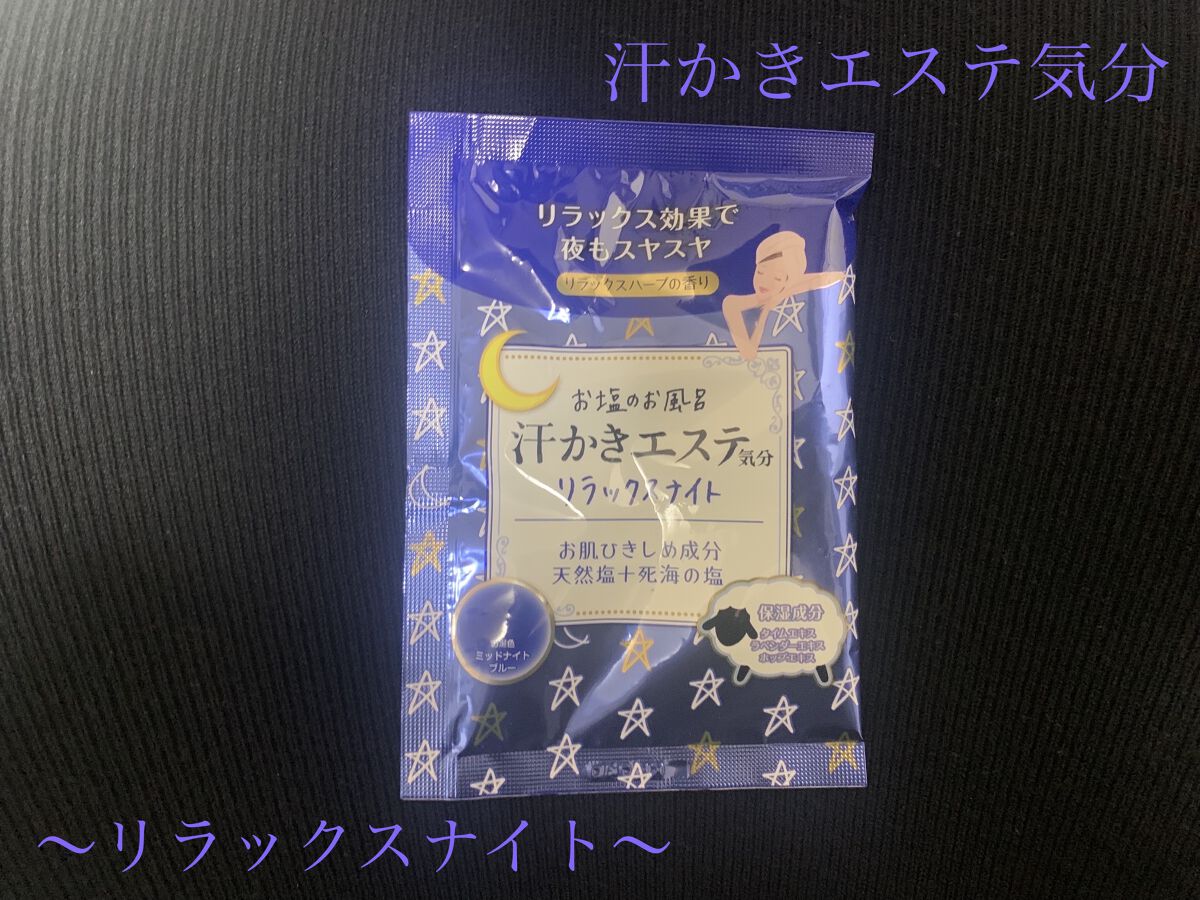 汗かきエステ気分
リラックス効果で
夜もスヤスヤ
リラックスハーブの香り
お塩のお風呂
汗かきエステ気分
リラックスナイト
お肌ひきしめ成分
天然塩+死海の塩
保湿成分
タイムエキス
ラベンダーエキス
ホップエキス
ミッドナイト
ブルー
〜リラックスナイト〜